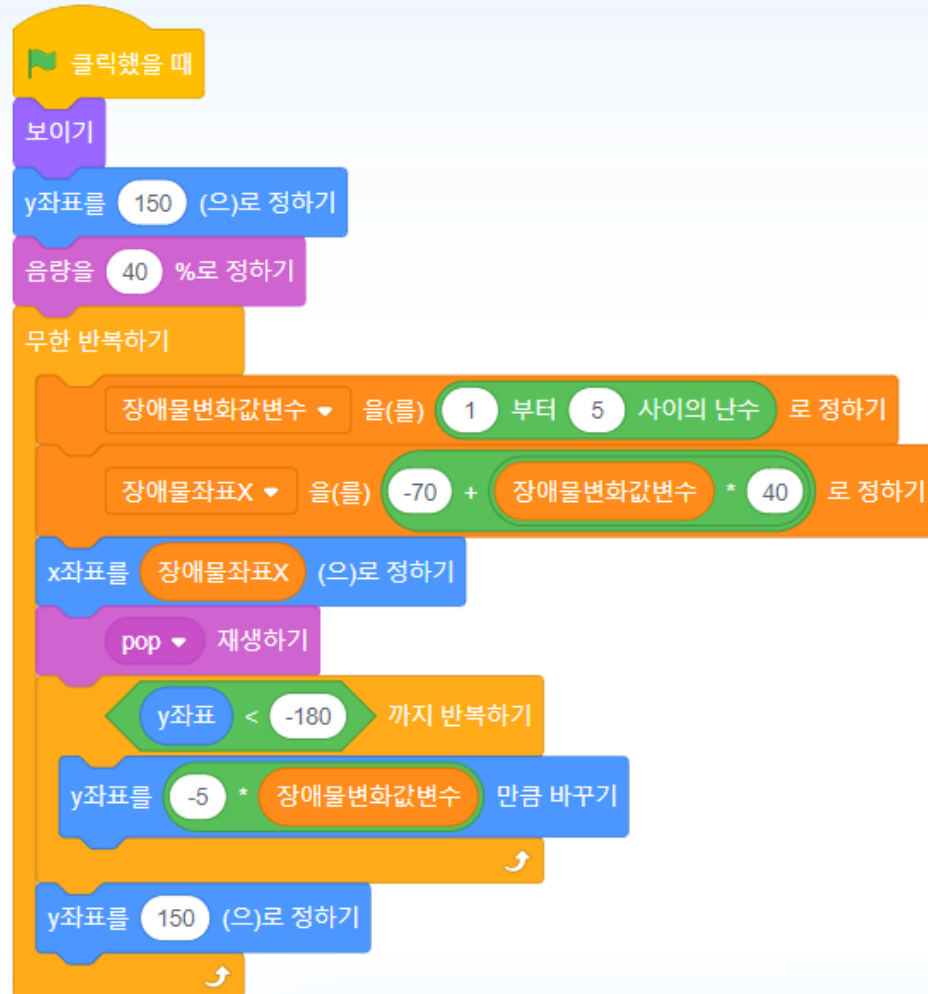 클릭했을 때
보이기
y좌표를 150 (으)로 정하기
음량을 40 %로 정하기
무한 반복하기
장애물변화값변수 을(를) 1 부터 5 사이의 난수 로 정하기
장애물좌표X 을(를) -70 + 장애물변화값변수 * 40 로 정하기
x좌표를 장애물좌표X (으)로 정하기
pop 재생하기
y좌표 < -180 까지 반복하기
y좌표를 -5 * 장애물변화값변수 만큼 바꾸기
y좌표를 150 (으)로 정하기